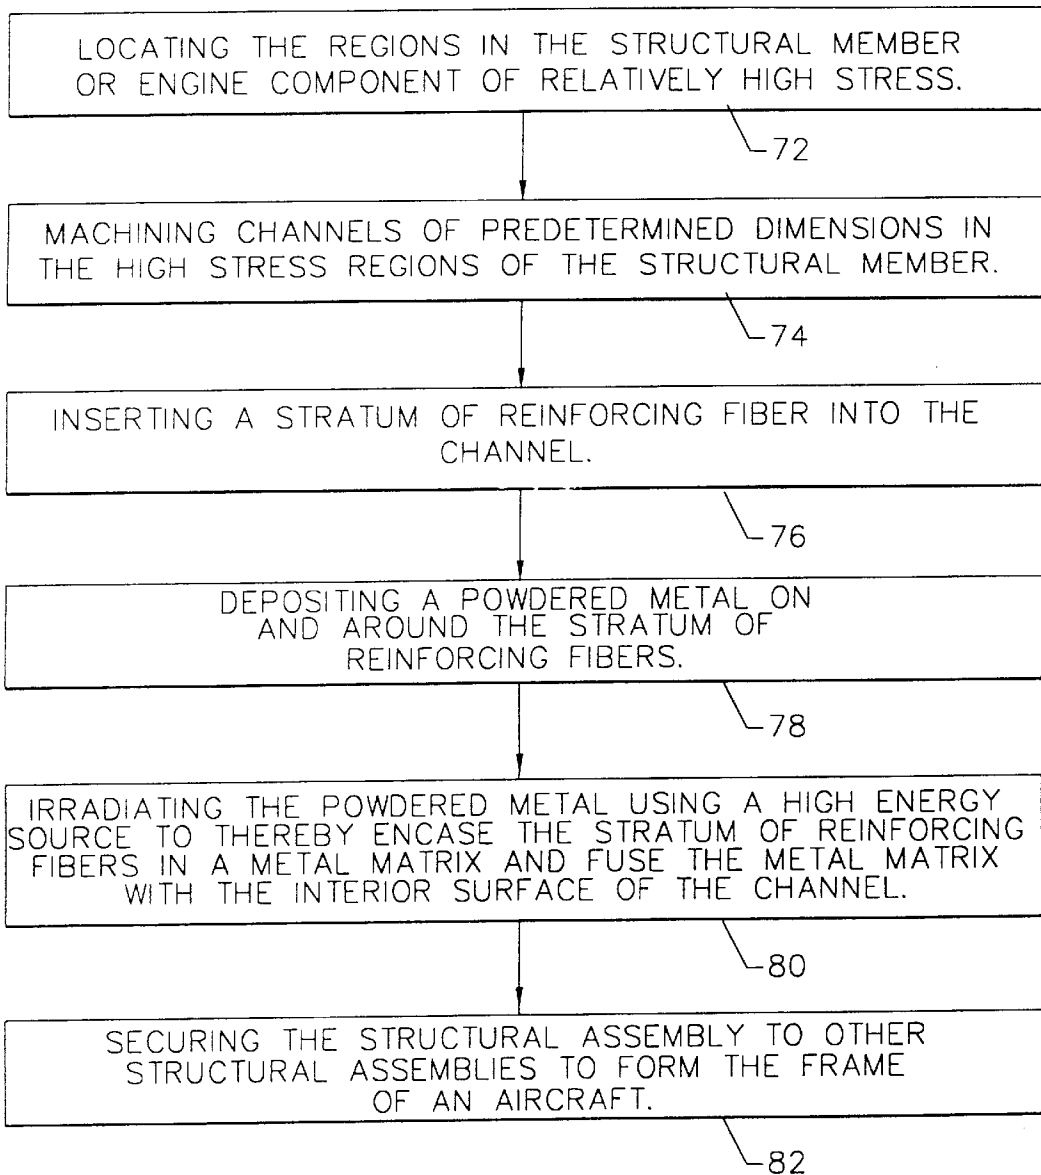 LOCATING THE REGIONS IN THE STRUCTURAL MEMBER
OR ENGINE COMPONENT OF RELATIVELY HIGH STRESS.
72
MACHINING CHANNELS OF PREDETERMINED DIMENSIONS IN
THE HIGH STRESS REGIONS OF THE STRUCTURAL MEMBER.
74
INSERTING A STRATUM OF REINFORCING FIBER INTO THE
CHANNEL.
76
DEPOSITING A POWDERED METAL ON
AND AROUND THE STRATUM OF
REINFORCING FIBERS.
78
IRRADIATING THE POWDERED METAL USING A HIGH ENERGY
SOURCE TO THEREBY ENCASE THE STRATUM OF REINFORCING
FIBERS IN A METAL MATRIX AND FUSE THE METAL MATRIX
WITH THE INTERIOR SURFACE OF THE CHANNEL.
80
SECURING THE STRUCTURAL ASSEMBLY TO OTHER
STRUCTURAL ASSEMBLIES TO FORM THE FRAME
OF AN AIRCRAFT.
82